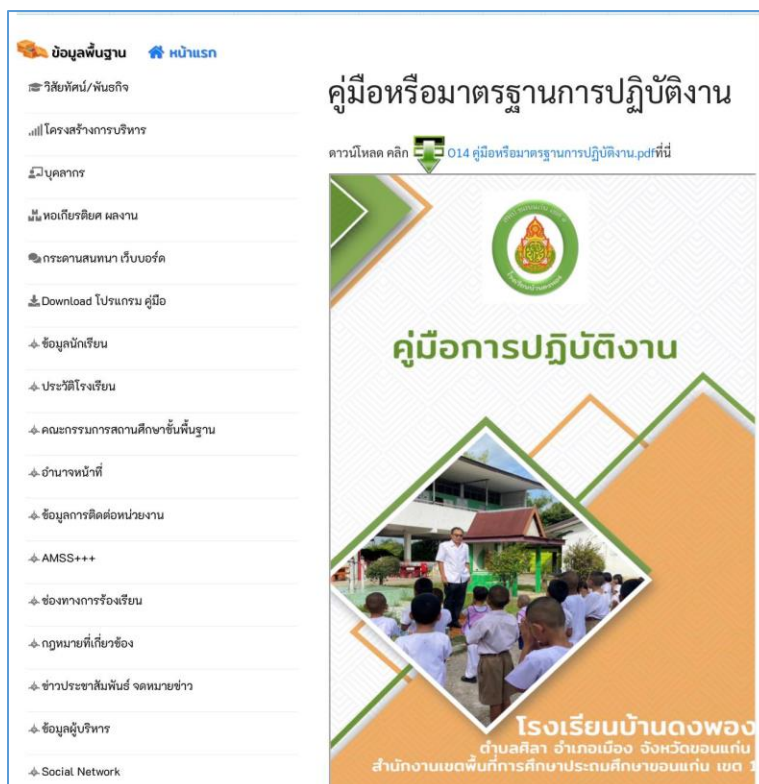 ข้อมูลพื้นฐาน
หน้าแรก
วิสัยทัศน์/พันธกิจ
โครงสร้างการบริหาร
บุคลากร
หอเกียรติยศ ผลงาน
กระดานสนทนา เว็บบอร์ด
Download โปรแกรม คู่มือ
ข้อมูลนักเรียน
ประวัติโรงเรียน
คณะกรรมการสถานศึกษาขั้นพื้นฐาน
อำนาจหน้าที่
ข้อมูลการติดต่อหน่วยงาน
AMSS+++
ช่องทางการร้องเรียน
กฎหมายที่เกี่ยวข้อง
ข่าวประชาสัมพันธ์ จดหมายข่าว
ข้อมูลผู้บริหาร
Social Network
คู่มือหรือมาตรฐานการปฏิบัติงาน
ดาวน์โหลด คลิก O14 คู่มือหรือมาตรฐานการปฏิบัติงาน.pdfที่นี่
คู่มือการปฏิบัติงาน
โรงเรียนบ้านดงพอง
ตำบลศิลา อำเภอเมือง จังหวัดขอนแก่น
สำนักงานเขตพื้นที่การศึกษาประถมศึกษาขอนแก่น เขต 1